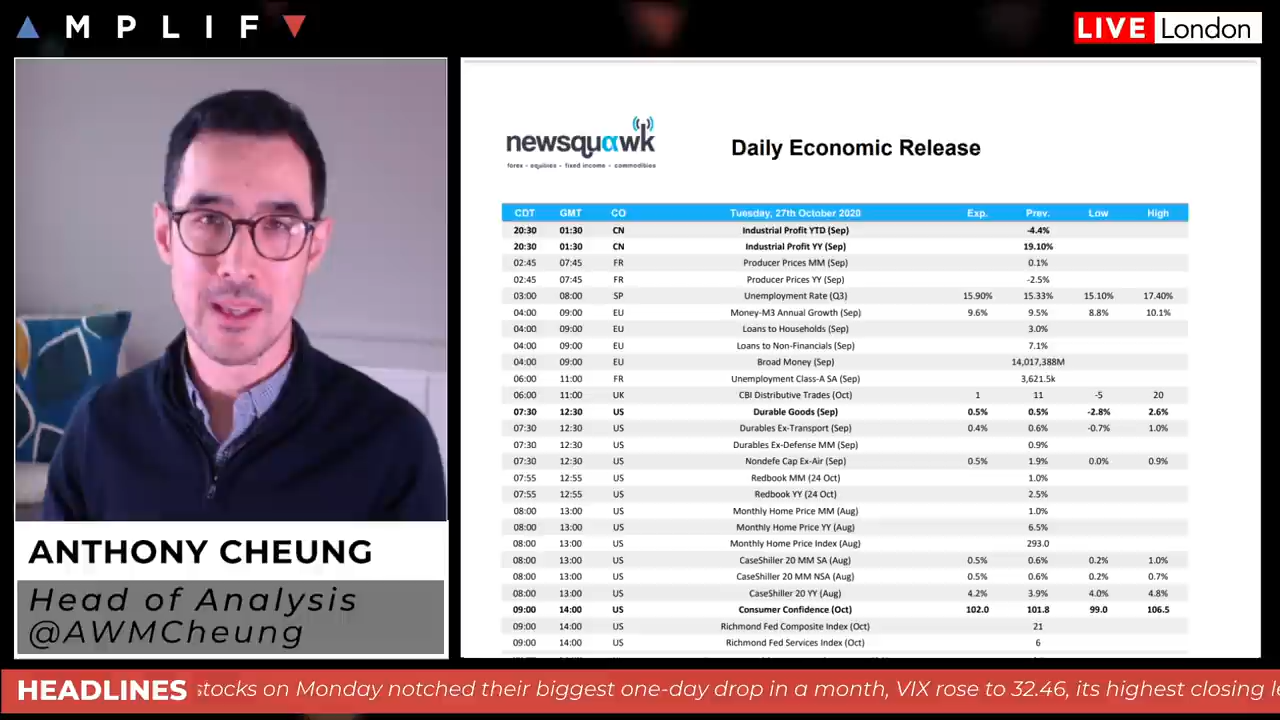 AMPLIFY
LIVE London
newsquawk
forex - equities - fixed income - commodities
Daily Economic Release
CDT GMT CO Tuesday, 27th October 2020 Exp. Prev. Low High
20:30 01:30 CN Industrial Profit YTD (Sep) -4.4%
20:30 01:30 CN Industrial Profit YY (Sep) 19.10%
02:45 07:45 FR Producer Prices MM (Sep) 0.1%
02:45 07:45 FR Producer Prices YY (Sep) -2.5%
03:00 08:00 SP Unemployment Rate (Q3) 15.90% 15.33% 15.10% 17.40%
04:00 09:00 EU Money-M3 Annual Growth (Sep) 9.6% 9.5% 8.8% 10.1%
04:00 09:00 EU Loans to Households (Sep) 3.0%
04:00 09:00 EU Loans to Non-Financials (Sep) 7.1%
04:00 09:00 EU Broad Money (Sep) 14,017,388M
06:00 11:00 FR Unemployment Class-A SA (Sep) 3,621.5k
06:00 11:00 UK CBI Distributive Trades (Oct) 1 11 -5 20
07:30 12:30 US Durable Goods (Sep) 0.5% 0.5% -2.8% 2.6%
07:30 12:30 US Durables Ex-Transport (Sep) 0.4% 0.6% -0.7% 1.0%
07:30 12:30 US Durables Ex-Defense MM (Sep) 0.9%
07:30 12:30 US Nondefe Cap Ex-Air (Sep) 0.5% 1.9% 0.0% 0.9%
07:55 12:55 US Redbook MM (24 Oct) 1.0%
07:55 12:55 US Redbook YY (24 Oct) 2.5%
08:00 13:00 US Monthly Home Price MM (Aug) 1.0%
08:00 13:00 US Monthly Home Price YY (Aug) 6.5%
08:00 13:00 US Monthly Home Price Index (Aug) 293.0
08:00 13:00 US CaseShiller 20 MM SA (Aug) 0.5% 0.6% 0.2% 1.0%
08:00 13:00 US CaseShiller 20 MM NSA (Aug) 0.5% 0.6% 0.2% 0.7%
08:00 13:00 US CaseShiller 20 YY (Aug) 4.2% 3.9% 4.0% 4.8%
09:00 14:00 US Consumer Confidence (Oct) 102.0 101.8 99.0 106.5
09:00 14:00 US Richmond Fed Composite Index (Oct) 21
09:00 14:00 US Richmond Fed Services Index (Oct) 6
ANTHONY CHEUNG
Head of Analysis
@AWMCheung
HEADLINES stocks on Monday notched their biggest one-day drop in a month, VIX rose to 32.46, its highest closing le